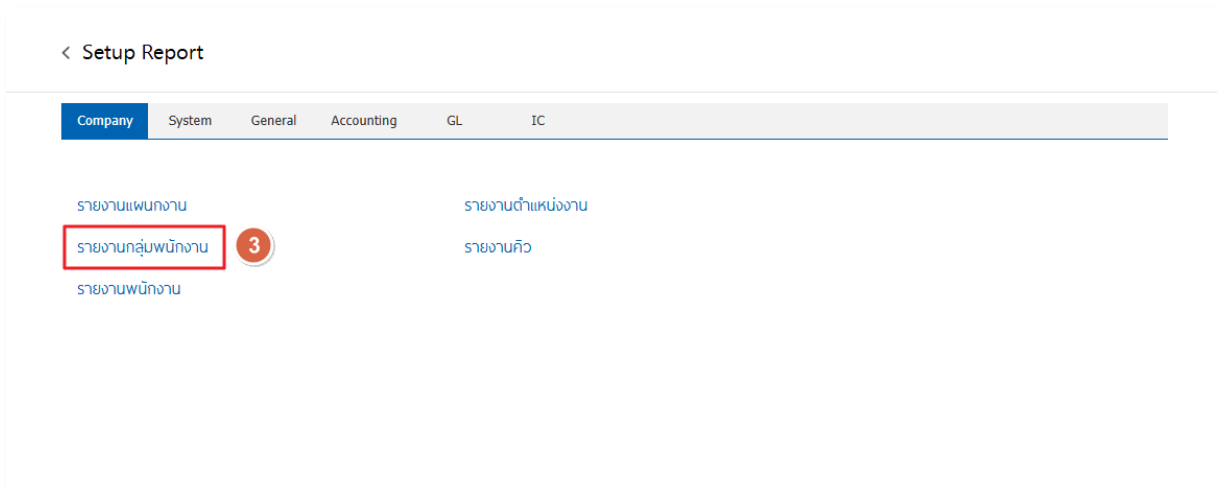 < Setup Report
Company System General Accounting GL IC
รายงานแผนกงาน รายงานตำแหน่งงาน
รายงานกลุ่มพนักงาน 3 รายงานคิว
รายงานพนักงาน